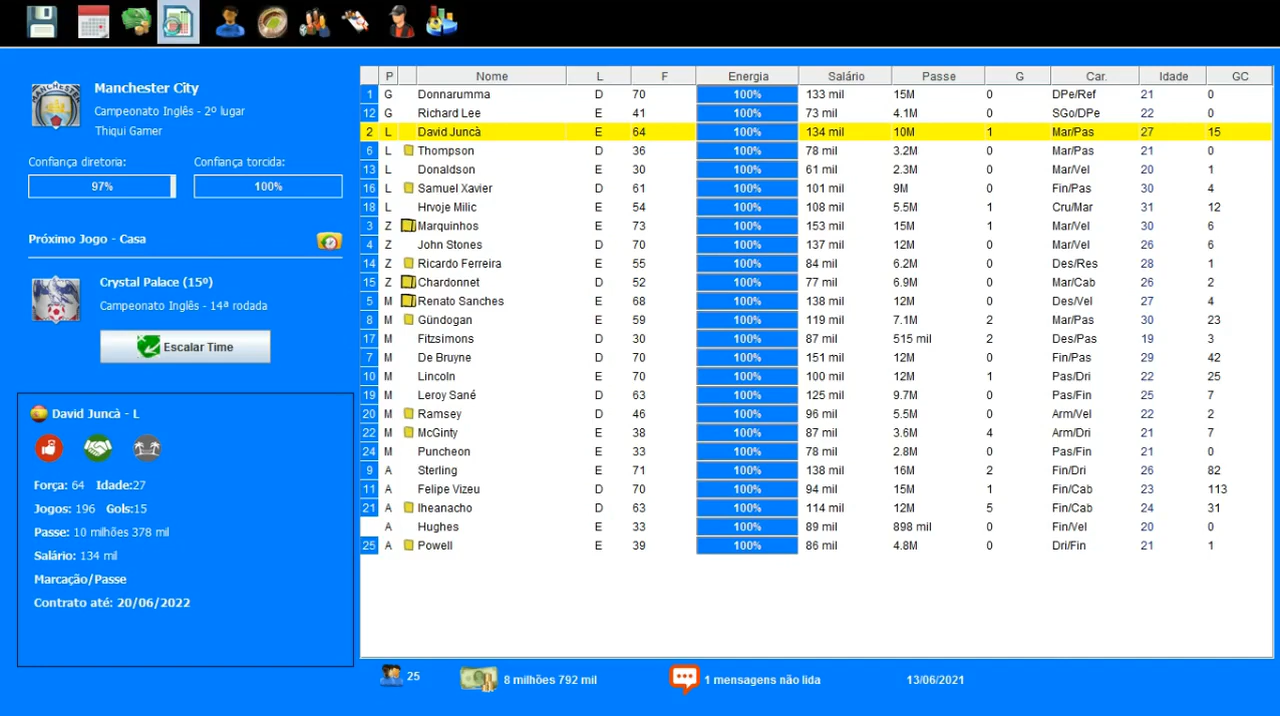 Manchester City
Campeonato Inglês - 2º lugar
Thiqui Gamer
Confiança diretoria: Confiança torcida:
97% 100%
Próximo Jogo - Casa
Crystal Palace (15º)
Campeonato Inglês - 14ª rodada
Escalar Time
David Juncà - L
Força: 64 Idade:27
Jogos: 196 Gols:15
Passe: 10 milhões 378 mil
Salário: 134 mil
Marcação/Passe
Contrato até: 20/06/2022
P Nome L F Energia Salário Passe G Car. Idade GC
1 G Donnarumma D 70 100% 133 mil 15M 0 DPe/Ref 21 0
12 G Richard Lee E 41 100% 73 mil 4.1M 0 SGo/DPe 22 0
2 L David Juncà E 64 100% 134 mil 10M 1 Mar/Pas 27 15
6 L Thompson D 36 100% 78 mil 3.2M 0 Mar/Pas 21 0
13 L Donaldson E 30 100% 61 mil 2.3M 0 Mar/Vel 20 1
16 L Samuel Xavier D 61 100% 101 mil 9M 0 Fin/Pas 30 4
18 L Hrvoje Milic E 54 100% 108 mil 5.5M 1 Cru/Mar 31 12
3 Z Marquinhos E 73 100% 153 mil 15M 1 Mar/Vel 30 6
4 Z John Stones D 70 100% 137 mil 12M 0 Mar/Vel 26 6
14 Z Ricardo Ferreira E 55 100% 84 mil 6.2M 0 Des/Res 28 1
15 Z Chardonnet D 52 100% 77 mil 6.9M 0 Mar/Cab 26 2
5 M Renato Sanches E 68 100% 138 mil 12M 0 Des/Vel 27 4
8 M Gündogan E 59 100% 119 mil 7.1M 2 Mar/Pas 30 23
17 M Fitzsimons D 30 100% 87 mil 515 mil 2 Des/Pas 19 3
7 M De Bruyne D 70 100% 151 mil 12M 0 Fin/Pas 29 42
10 M Lincoln E 70 100% 100 mil 12M 1 Pas/Dri 22 25
19 M Leroy Sané D 63 100% 125 mil 9.7M 0 Pas/Fin 25 7
20 M Ramsey D 46 100% 96 mil 5.5M 0 Arm/Vel 22 2
22 M McGinty E 38 100% 87 mil 3.6M 4 Arm/Dri 21 7
24 M Puncheon E 33 100% 78 mil 2.8M 0 Pas/Fin 21 0
9 A Sterling E 71 100% 138 mil 16M 2 Fin/Dri 26 82
11 A Felipe Vizeu D 70 100% 94 mil 15M 1 Fin/Cab 23 113
21 A Iheanacho D 63 100% 114 mil 12M 5 Fin/Cab 24 31
A Hughes E 33 100% 89 mil 898 mil 0 Fin/Vel 20 0
25 A Powell E 39 100% 86 mil 4.8M 0 Dri/Fin 21 1
25 8 milhões 792 mil 1 mensagens não lida 13/06/2021